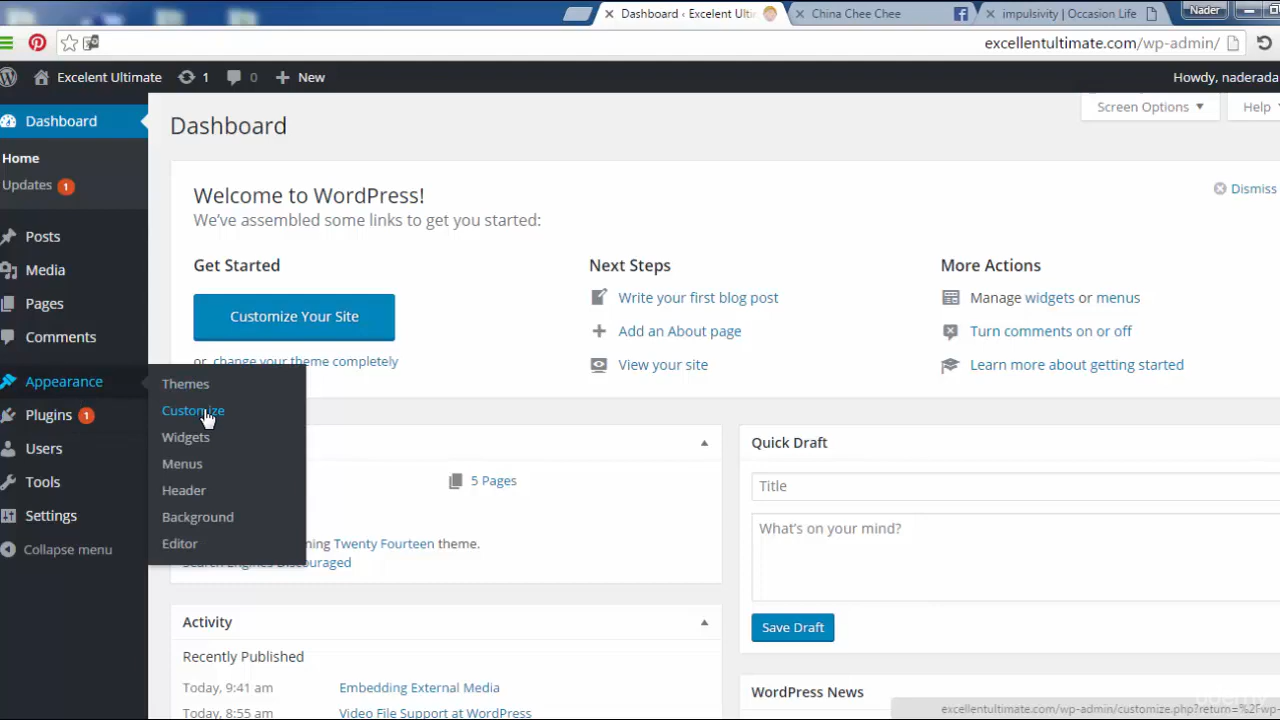 Dashboard ‹ Excelent Ulti
China Chee Chee
impulsivity | Occasion Life
Nader
excellentultimate.com/wp-admin/
Excelent Ultimate 1 0 New
Howdy, naderada
Dashboard
Home
Updates 1
Posts
Media
Pages
Comments
Appearance
Plugins 1
Users
Tools
Settings
Collapse menu
Themes
Customize
Widgets
Menus
Header
Background
Editor
Dashboard
Screen Options
Help
Welcome to WordPress!
Dismiss
We've assembled some links to get you started:
Get Started
Customize Your Site
or change your theme completely
Next Steps
Write your first blog post
Add an About page
View your site
More Actions
Manage widgets or menus
Turn comments on or off
Learn more about getting started
5 Pages
ning Twenty Fourteen theme.
Search Engines Discouraged
Activity
Recently Published
Today, 9:41 am Embedding External Media
Today, 8:55 am Video File Support at WordPress
Quick Draft
Title
What's on your mind?
Save Draft
WordPress News
excellentultimate.com/wp-admin/customize.php?return=%2Fwp-